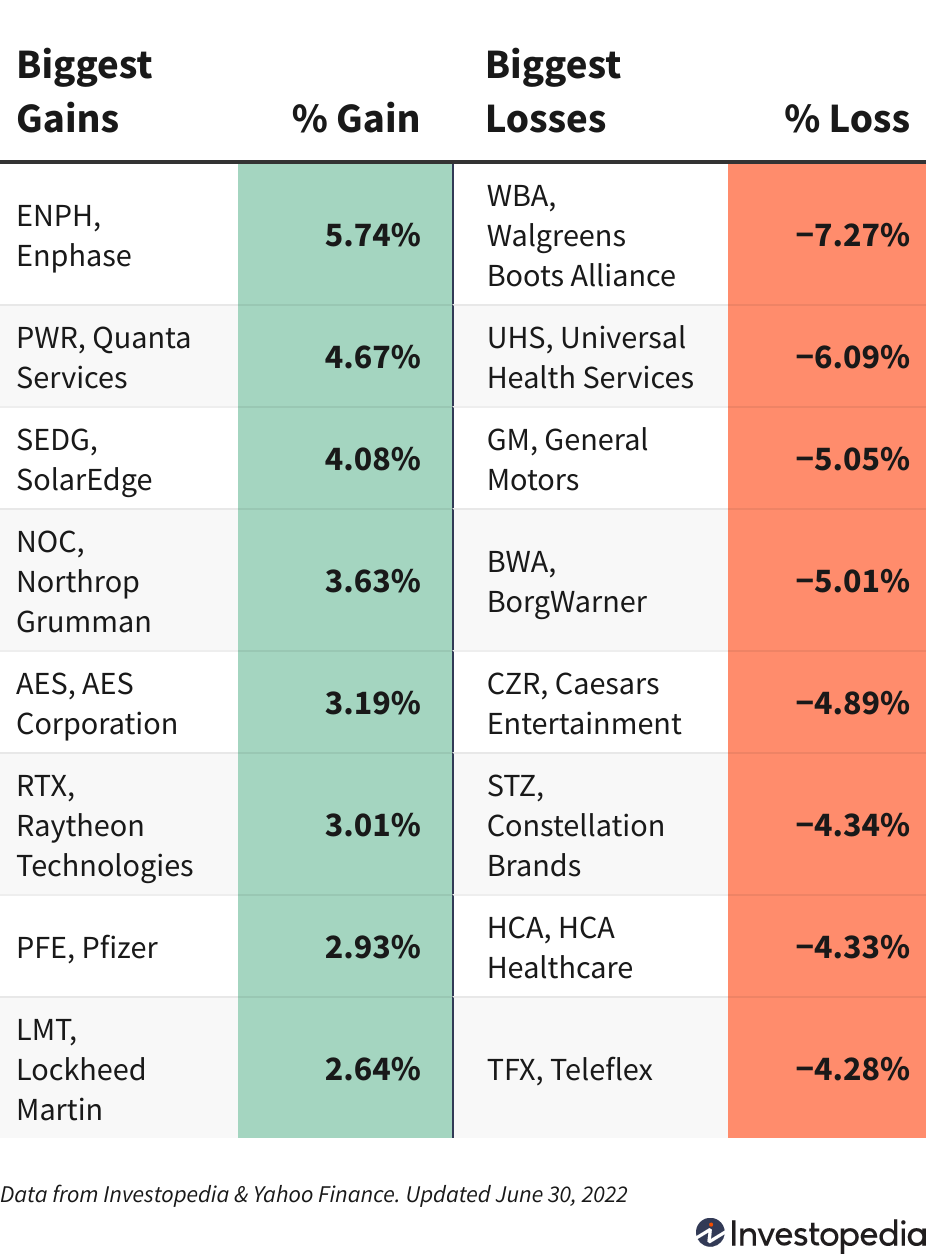 Biggest
Gains
% Gain
Biggest
Losses
% Loss
ENPH,
Enphase
5.74%
WBA,
Walgreens
Boots Alliance
−7.27%
PWR, Quanta
Services
4.67%
UHS, Universal
Health Services
−6.09%
SEDG,
SolarEdge
4.08%
GM, General
Motors
−5.05%
NOC,
Northrop
Grumman
3.63%
BWA,
BorgWarner
−5.01%
AES, AES
Corporation
3.19%
CZR, Caesars
Entertainment
−4.89%
RTX,
Raytheon
Technologies
3.01%
STZ,
Constellation
Brands
−4.34%
PFE, Pfizer
2.93%
HCA, HCA
Healthcare
−4.33%
LMT,
Lockheed
Martin
2.64%
TFX, Teleflex
−4.28%
Data from Investopedia & Yahoo Finance. Updated June 30, 2022
Investopedia